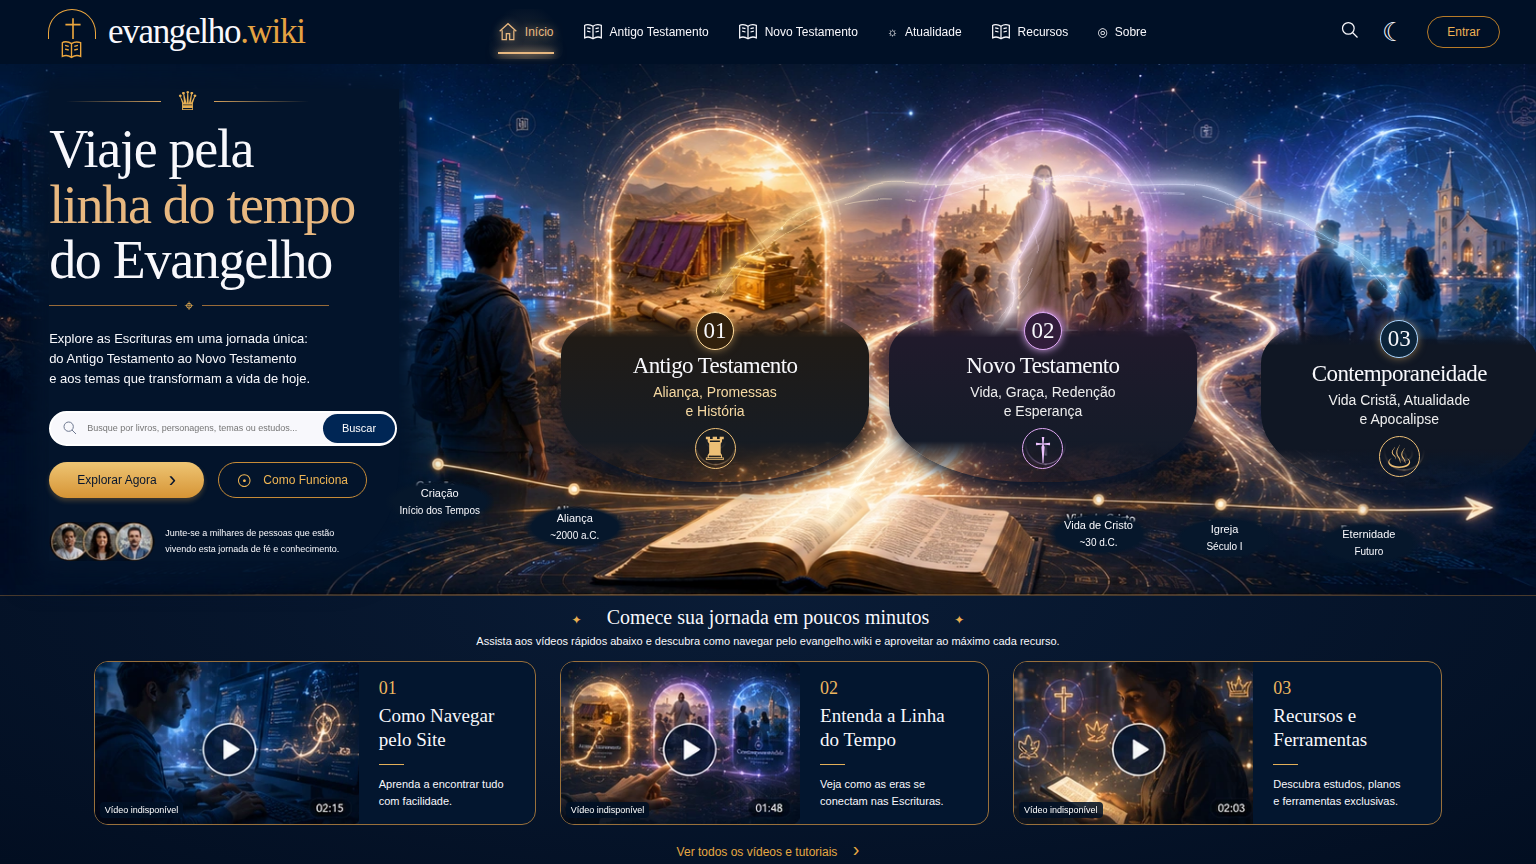 evangelho.wiki
Início
Antigo Testamento
Novo Testamento
Atualidade
Recursos
Sobre
Entrar
Viaje pela
linha do tempo
do Evangelho
Explore as Escrituras em uma jornada única:
do Antigo Testamento ao Novo Testamento
e aos temas que transformam a vida de hoje.
Busque por livros, personagens, temas ou estudos...
Buscar
Explorar Agora
Como Funciona
Junte-se a milhares de pessoas que estão
vivendo esta jornada de fé e conhecimento.
01
Antigo Testamento
Aliança, Promessas
e História
02
Novo Testamento
Vida, Graça, Redenção
e Esperança
03
Contemporaneidade
Vida Cristã, Atualidade
e Apocalipse
Criação
Início dos Tempos
Aliança
~2000 a.C.
Vida de Cristo
~30 d.C.
Igreja
Século I
Eternidade
Futuro
Comece sua jornada em poucos minutos
Assista aos vídeos rápidos abaixo e descubra como navegar pelo evangelho.wiki e aproveitar ao máximo cada recurso.
Vídeo indisponível
02:15
01
Como Navegar
pelo Site
Aprenda a encontrar tudo
com facilidade.
Vídeo indisponível
01:48
02
Entenda a Linha
do Tempo
Veja como as eras se
conectam nas Escrituras.
Vídeo indisponível
02:03
03
Recursos e
Ferramentas
Descubra estudos, planos
e ferramentas exclusivas.
Ver todos os vídeos e tutoriais